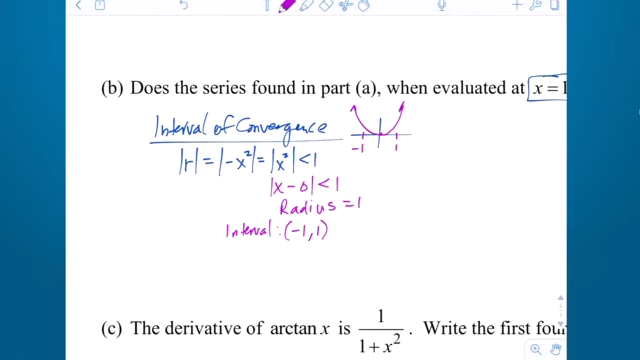 (b) Does the series found in part (a), when evaluated at x = 1
Interval of Convergence
|r| = |-x²| = |x²| < 1
-1 1
|x - 0| < 1
Radius = 1
Interval: (-1, 1)
(c) The derivative of arctan x is 1/(1 + x²). Write the first four